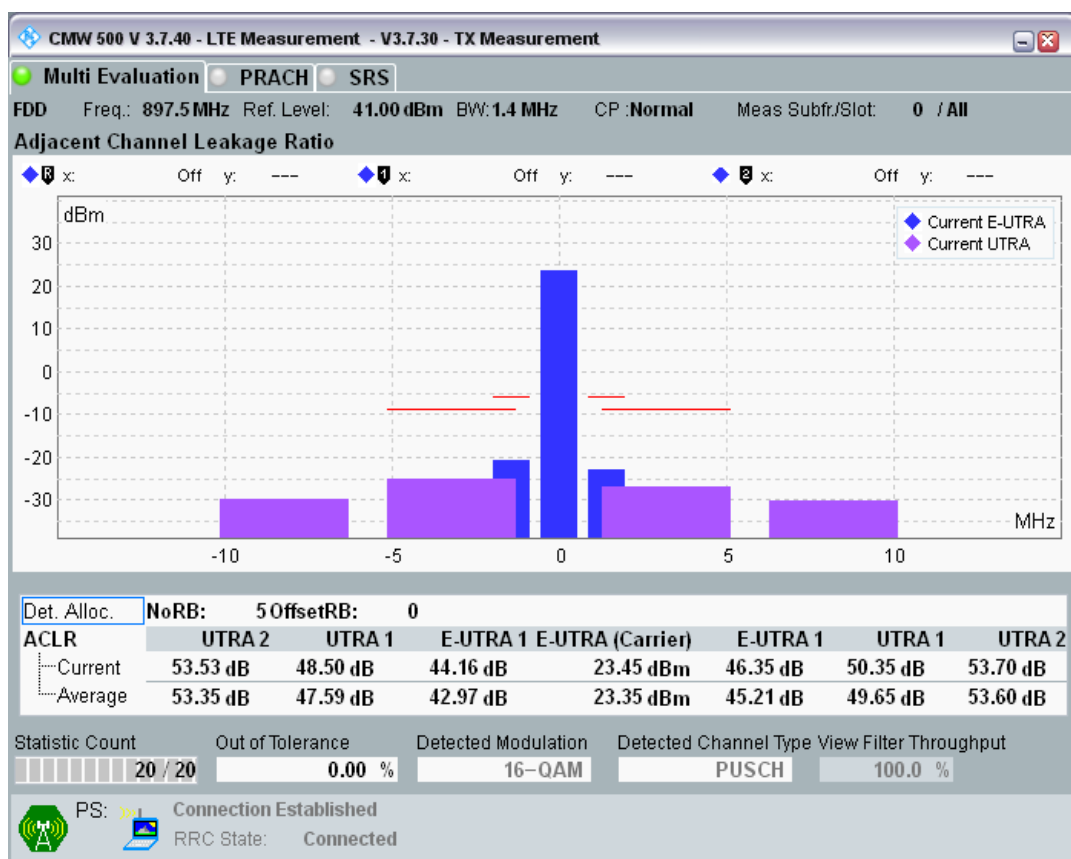 CMW 500 V 3.7.40 - LTE Measurement - V3.7.30 - TX Measurement
Multi Evaluation PRACH SRS
FDD Freq.: 897.5 MHz Ref. Level: 41.00 dBm BW: 1.4 MHz CP :Normal Meas Subfr./Slot: 0 / All
Adjacent Channel Leakage Ratio
R x: Off y: --- 1 x: Off y: --- 2 x: Off y: ---
dBm
Current E-UTRA
Current UTRA
30
20
10
0
-10
-20
-30
MHz
-10 -5 0 5 10
Det. Alloc. NoRB: 5 OffsetRB: 0
ACLR UTRA 2 UTRA 1 E-UTRA 1 E-UTRA (Carrier) E-UTRA 1 UTRA 1 UTRA 2
Current 53.53 dB 48.50 dB 44.16 dB 23.45 dBm 46.35 dB 50.35 dB 53.70 dB
Average 53.35 dB 47.59 dB 42.97 dB 23.35 dBm 45.21 dB 49.65 dB 53.60 dB
Statistic Count Out of Tolerance Detected Modulation Detected Channel Type View Filter Throughput
20 / 20 0.00 % 16-QAM PUSCH 100.0 %
PS: Connection Established
RRC State: Connected